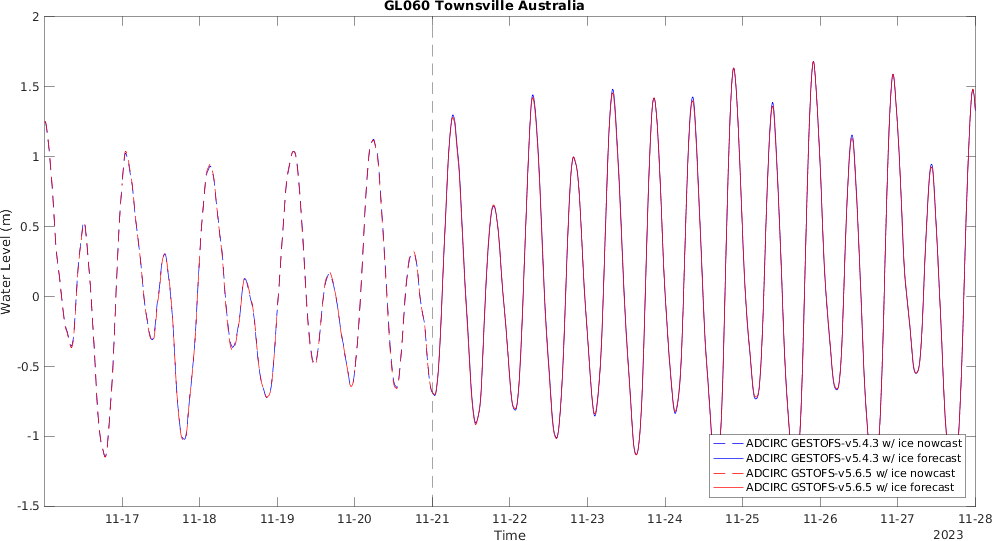 GL060 Townsville Australia
2
1.5
1
0.5
0
-0.5
-1
-1.5
Water Level (m)
ADCIRC GESTOFS-v5.4.3 w/ ice nowcast
ADCIRC GESTOFS-v5.4.3 w/ ice forecast
ADCIRC GSTOFS-v5.6.5 w/ ice nowcast
ADCIRC GSTOFS-v5.6.5 w/ ice forecast
11-17 11-18 11-19 11-20 11-21 11-22 11-23 11-24 11-25 11-26 11-27 11-28
Time
2023